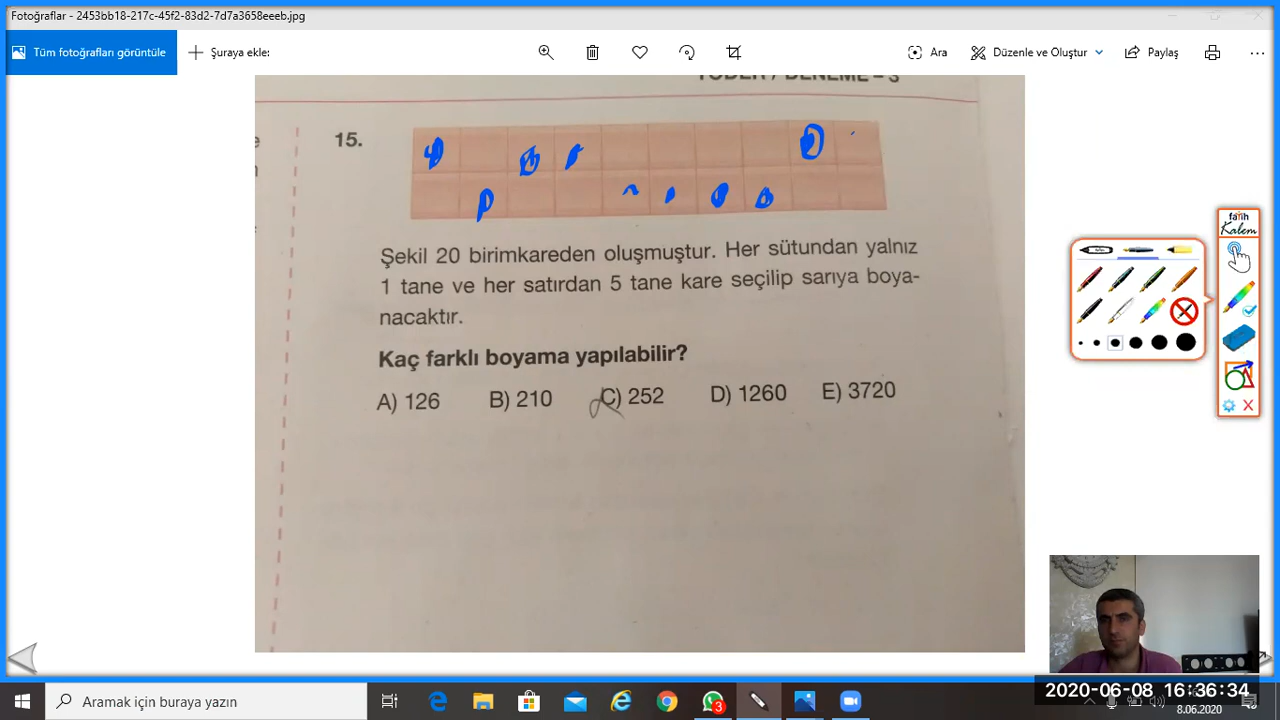 Fotoğraflar - 2453bb18-217c-45f2-83d2-7d7a3658eeeb.jpg
Tüm fotoğrafları görüntüle
Şuraya ekle:
Ara
Düzenle ve Oluştur
Paylaş
DENEME – 3
15.
Şekil 20 birimkareden oluşmuştur. Her sütundan yalnız
1 tane ve her satırdan 5 tane kare seçilip sarıya boya-
nacaktır.
Kaç farklı boyama yapılabilir?
A) 126 B) 210 C) 252 D) 1260 E) 3720
fatih
Kalem
Aramak için buraya yazın
3
2020-06-08 16:36:34
8.06.2020